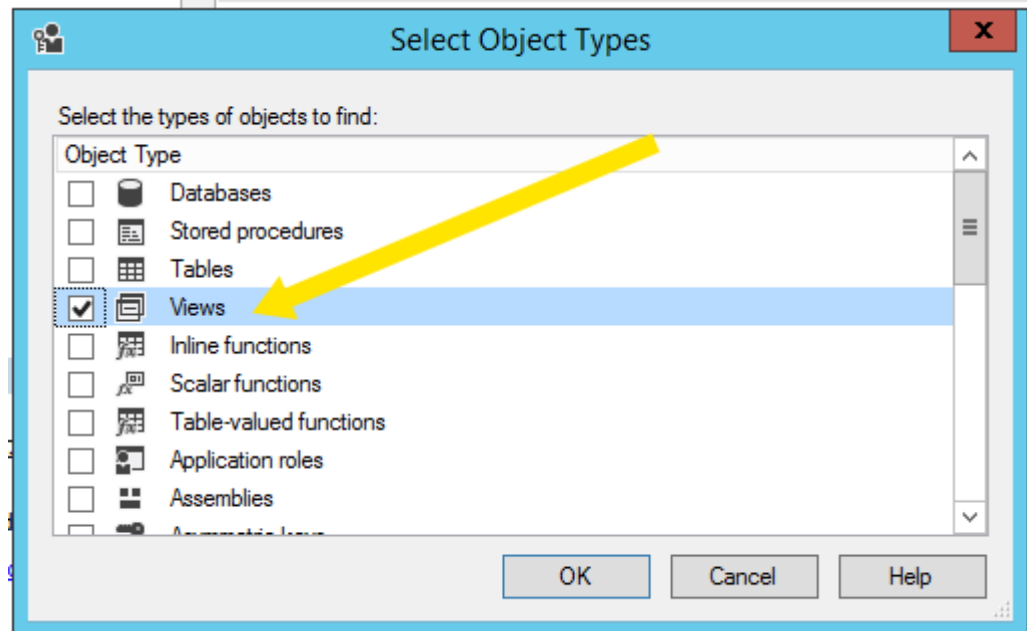 Select Object Types
x
Select the types of objects to find:
Object Type
Databases
Stored procedures
Tables
Views
Inline functions
Scalar functions
Table-valued functions
Application roles
Assemblies
OK Cancel Help